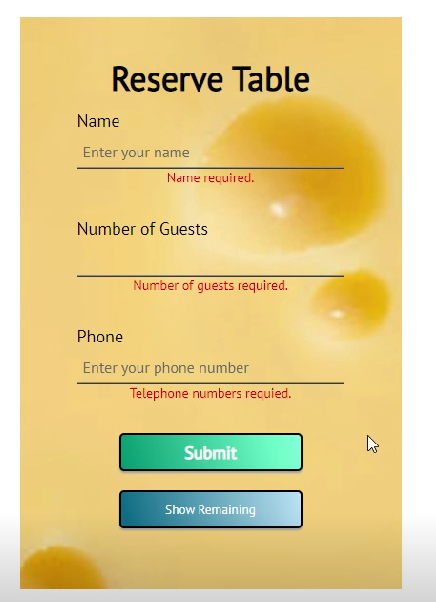 Reserve Table
Name
Enter your name
Name required.
Number of Guests
Number of guests required.
Phone
Enter your phone number
Telephone numbers requied.
Submit
Show Remaining